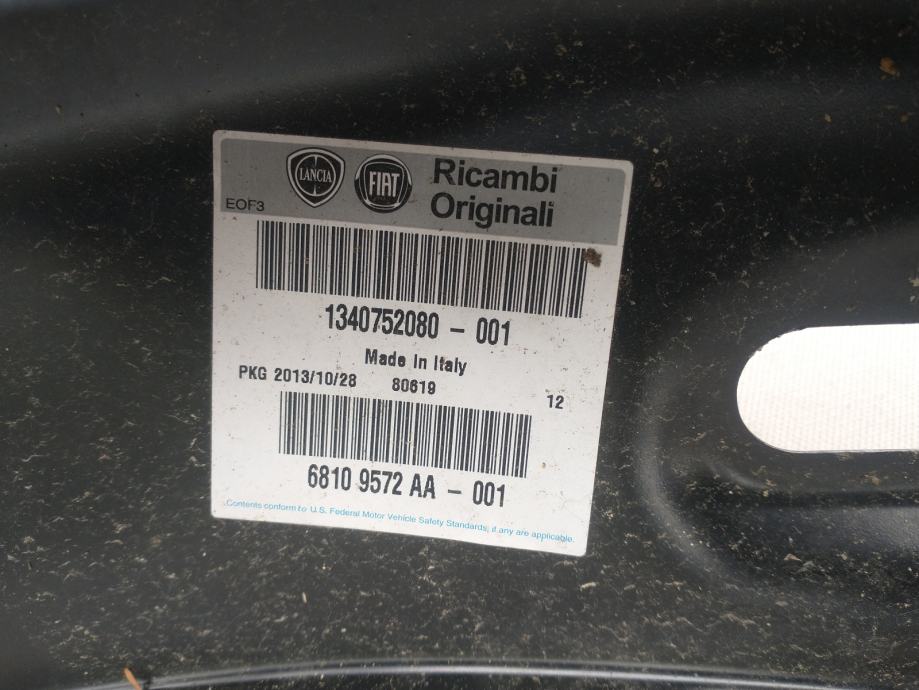 LANCIA FIAT Ricambi
Originali
EOF3
1340752080 - 001
Made In Italy
PKG 2013/10/28 80619
12
6810 9572 AA - 001
Contents conform to U.S. Federal Motor Vehicle Safety Standards, if any are applicable.